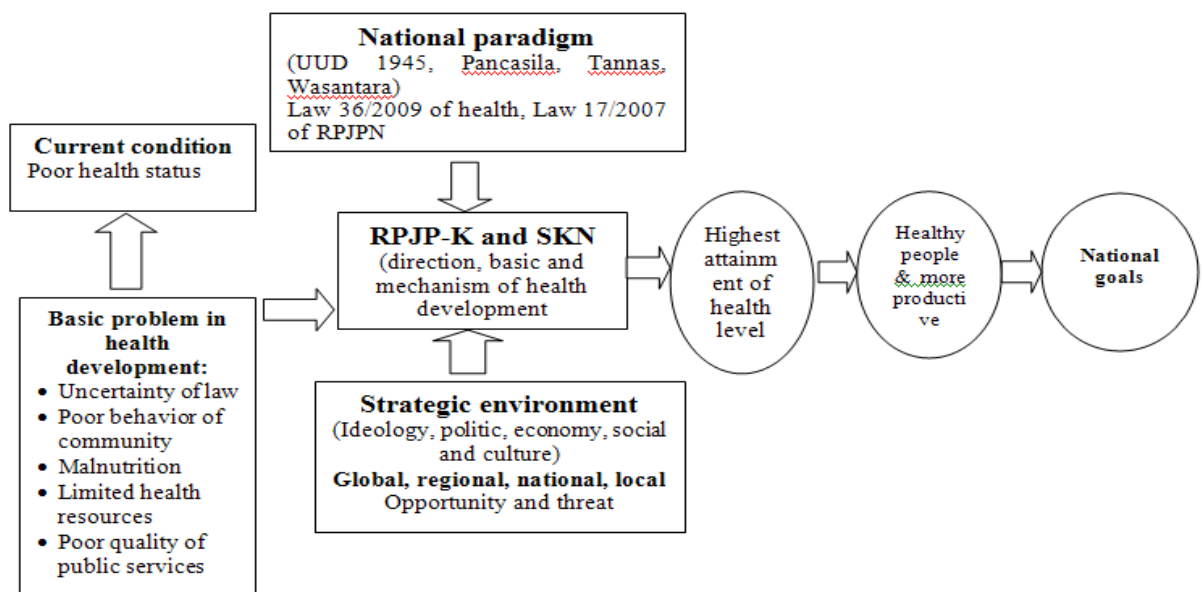 National paradigm
(UUD 1945, Pancasila, Tannas,
Wasantara)
Law 36/2009 of health, Law 17/2007
of RPJPN
Current condition
Poor health status
RPJP-K and SKN
(direction, basic and
mechanism of health
development
Highest
attainm
ent of
health
level
Healthy
people
& more
producti
ve
National
goals
Basic problem in
health
development:
• Uncertainty of law
• Poor behavior of
community
• Malnutrition
• Limited health
resources
• Poor quality of
public services
Strategic environment
(Ideology, politic, economy, social
and culture)
Global, regional, national, local
Opportunity and threat